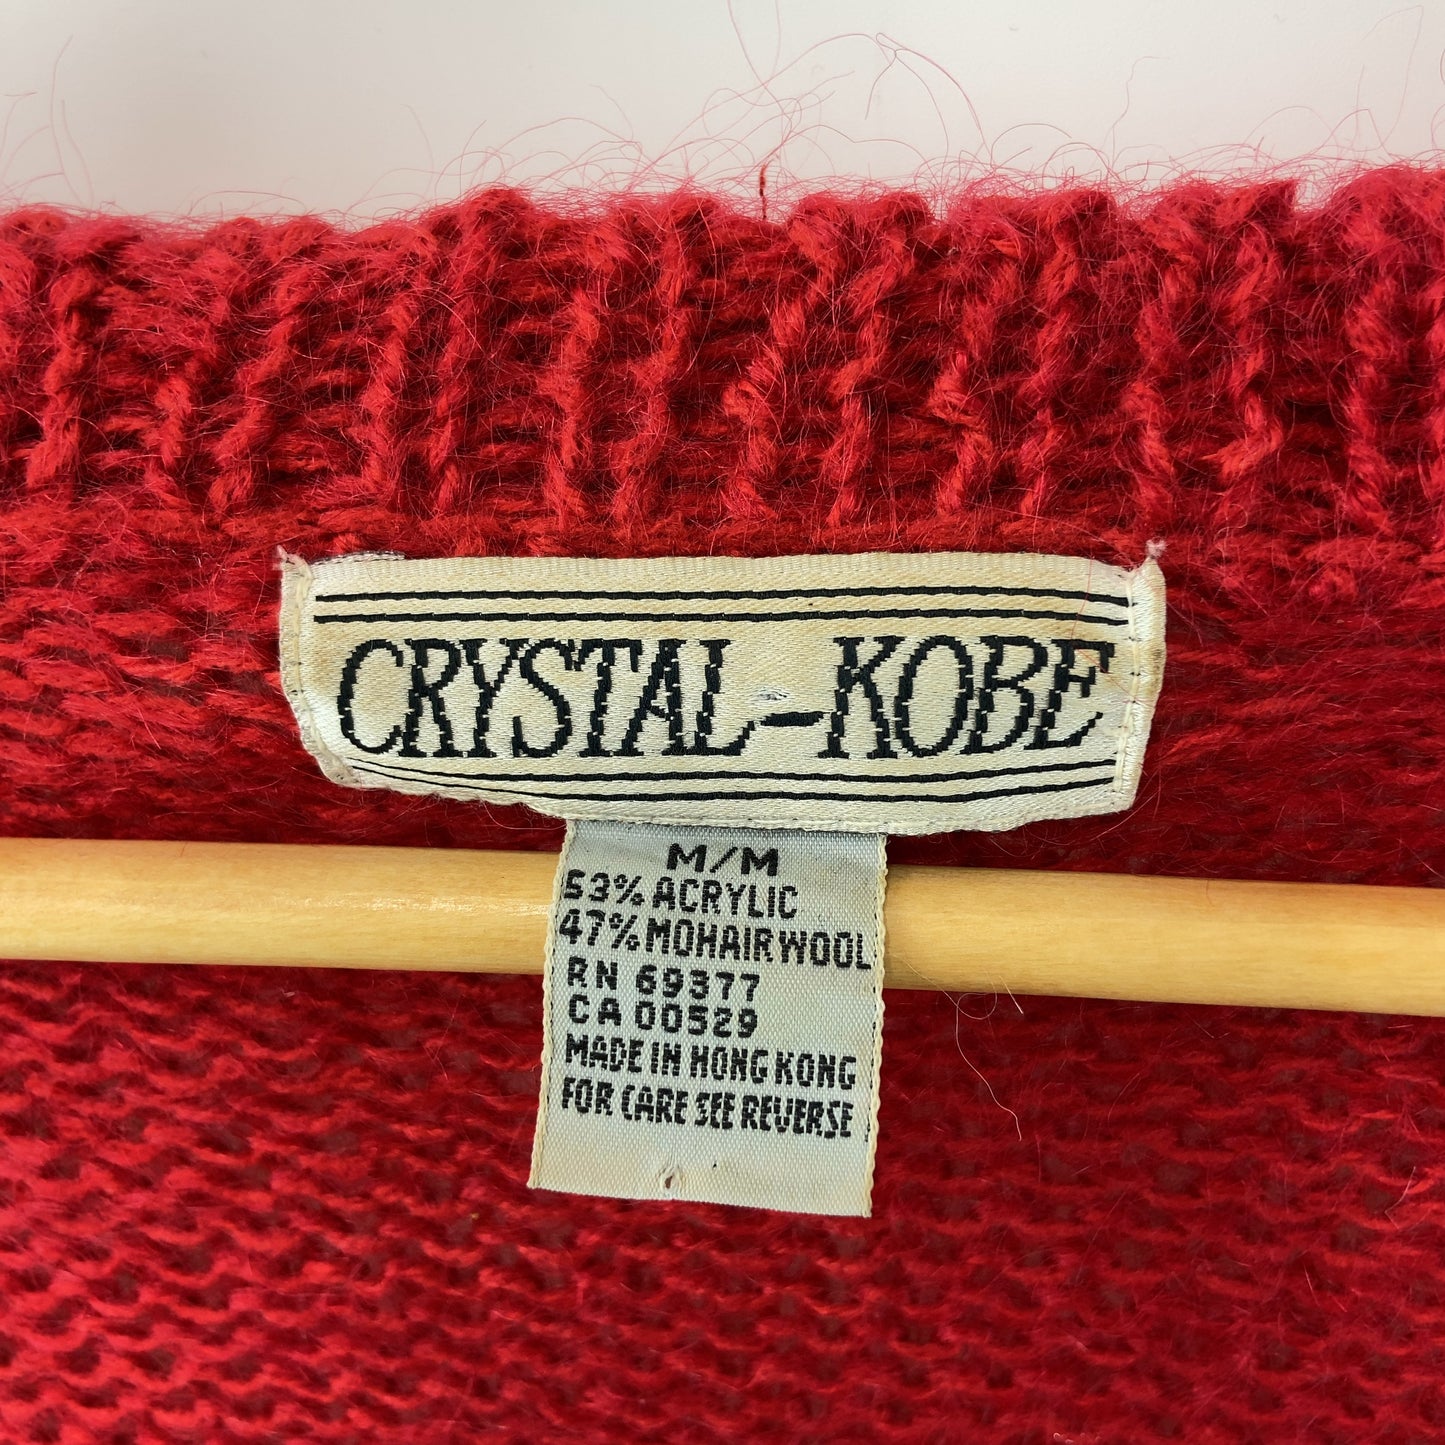 CRYSTAL-KOBE
M/M
53% ACRYLIC
47% MOHAIR WOOL
RN 69377
CA 00529
MADE IN HONG KONG
FOR CARE SEE REVERSE